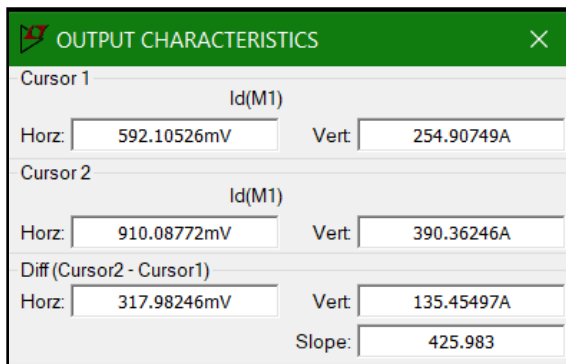 OUTPUT CHARACTERISTICS
Cursor 1
Id(M1)
Horz: 592.10526mV Vert: 254.90749A
Cursor 2
Id(M1)
Horz: 910.08772mV Vert: 390.36246A
Diff (Cursor2 - Cursor1)
Horz: 317.98246mV Vert: 135.45497A
Slope: 425.983